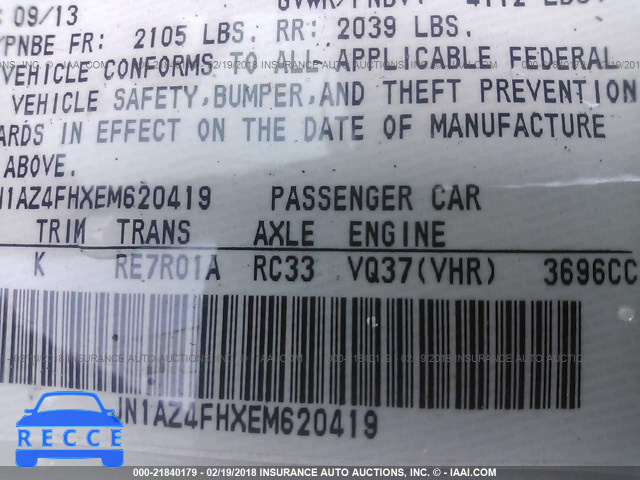 09/13 GVWR/PNBV: 4112 LBS.
/PNBE FR: 2105 LBS. RR: 2039 LBS.
VEHICLE CONFORMS TO ALL APPLICABLE FEDERAL
VEHICLE SAFETY, BUMPER, AND THEFT PREVENTION
ARDS IN EFFECT ON THE DATE OF MANUFACTURE
ABOVE.
N1AZ4FHXEM620419 PASSENGER CAR
TRIM TRANS AXLE ENGINE
K RE7R01A RC33 VQ37(VHR) 3696CC
JN1AZ4FHXEM620419
RECCE
000-21840179 - 02/19/2018 INSURANCE AUTO AUCTIONS, INC. © - IAAI.COM